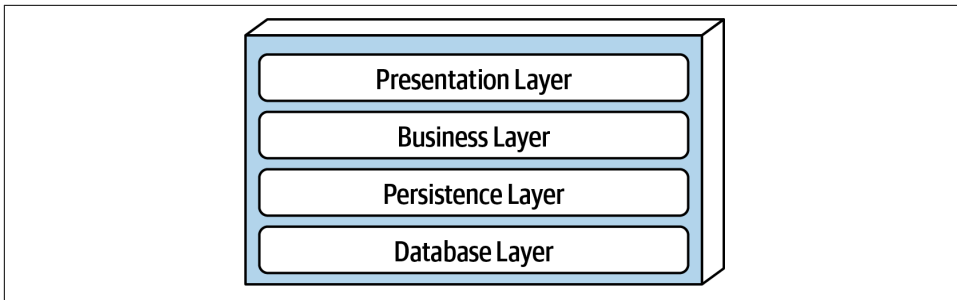 Presentation Layer
Business Layer
Persistence Layer
Database Layer